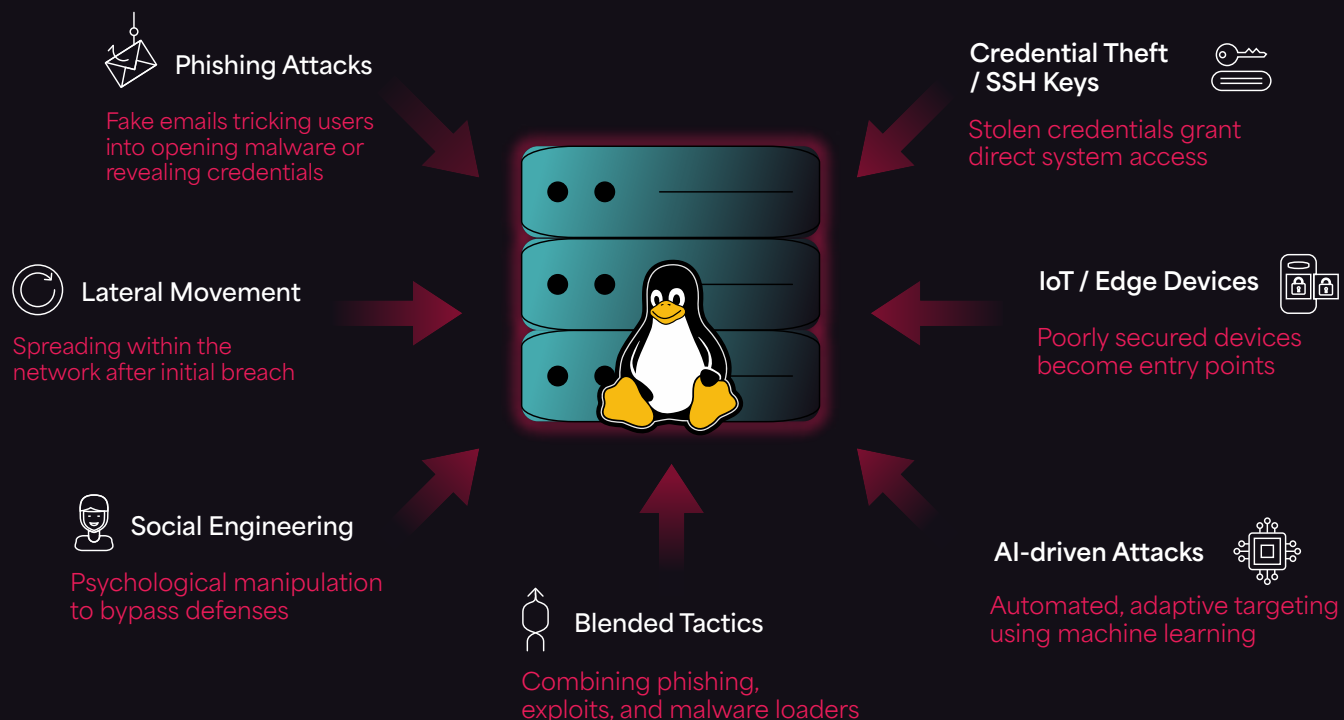 Phishing Attacks
Fake emails tricking users
into opening malware or
revealing credentials
Credential Theft
/ SSH Keys
Stolen credentials grant
direct system access
Lateral Movement
Spreading within the
network after initial breach
IoT / Edge Devices
Poorly secured devices
become entry points
Social Engineering
Psychological manipulation
to bypass defenses
AI-driven Attacks
Automated, adaptive targeting
using machine learning
Blended Tactics
Combining phishing,
exploits, and malware loaders